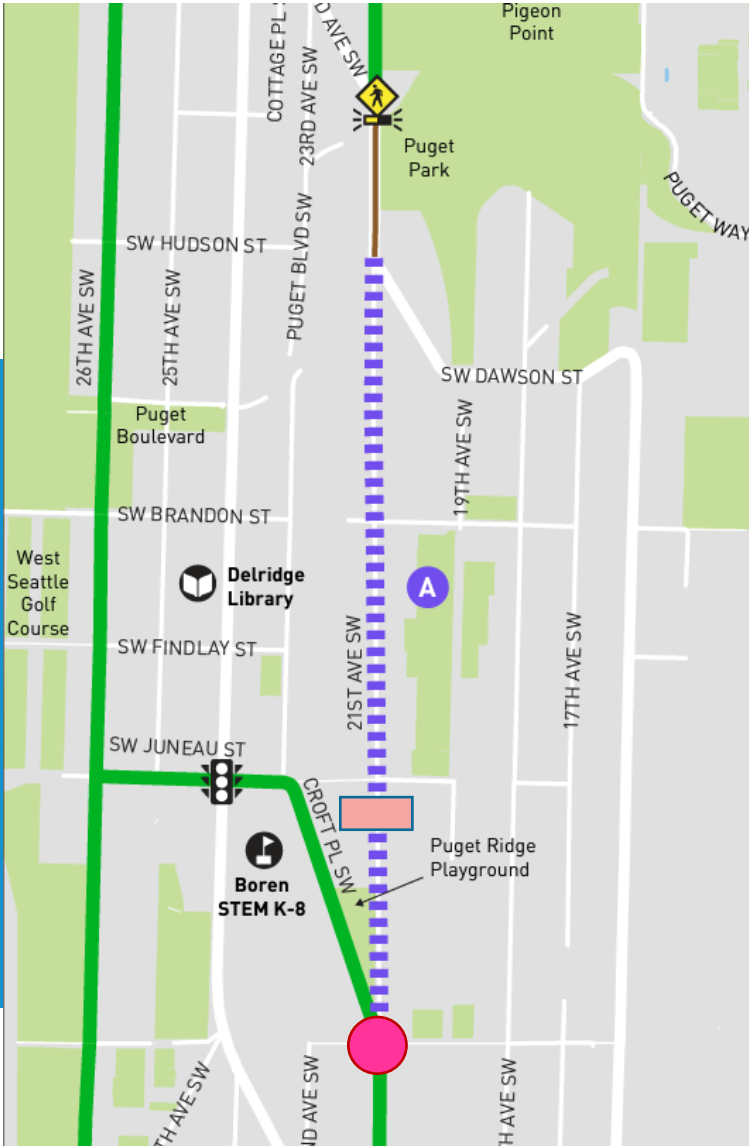 Pigeon
Point
COTTAGE PL
D AVE SW
23RD AVE SW
Puget
Park
PUGET WAY
SW HUDSON ST
PUGET BLVD SW
26TH AVE SW
25TH AVE SW
SW DAWSON ST
Puget
Boulevard
19TH AVE SW
SW BRANDON ST
West
Seattle
Golf
Course
Delridge
Library
A
SW FINDLAY ST
21ST AVE SW
17TH AVE SW
SW JUNEAU ST
CROFT PL SW
Puget Ridge
Playground
Boren
STEM K-8
TH AVE SW
ND AVE SW
TH AVE SW